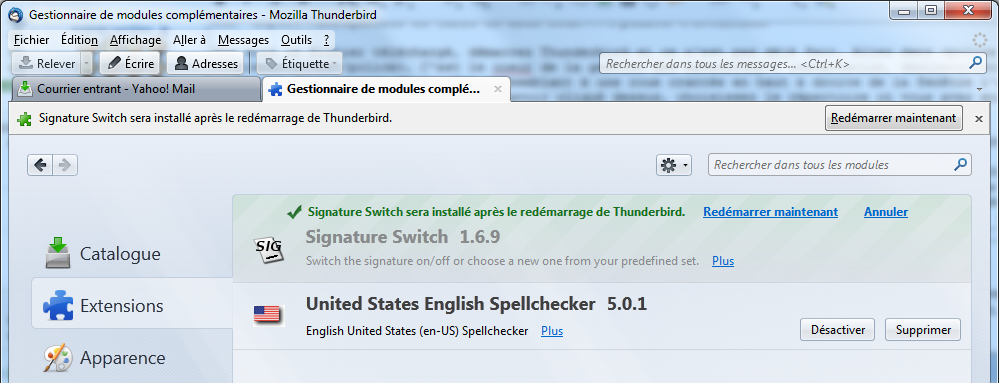 Gestionnaire de modules complémentaires - Mozilla Thunderbird
Fichier Édition Affichage Aller à Messages Outils ?
Relever Écrire Adresses Étiquette Rechercher dans tous les messages... <Ctrl+K>
Courrier entrant - Yahoo! Mail Gestionnaire de modules complé...
Signature Switch sera installé après le redémarrage de Thunderbird. Redémarrer maintenant
Rechercher dans tous les modules
Signature Switch sera installé après le redémarrage de Thunderbird. Redémarrer maintenant Annuler
SIG
Signature Switch 1.6.9
Switch the signature on/off or choose a new one from your predefined set. Plus
Catalogue
Extensions
Apparence
United States English Spellchecker 5.0.1
English United States (en-US) Spellchecker Plus
Désactiver Supprimer